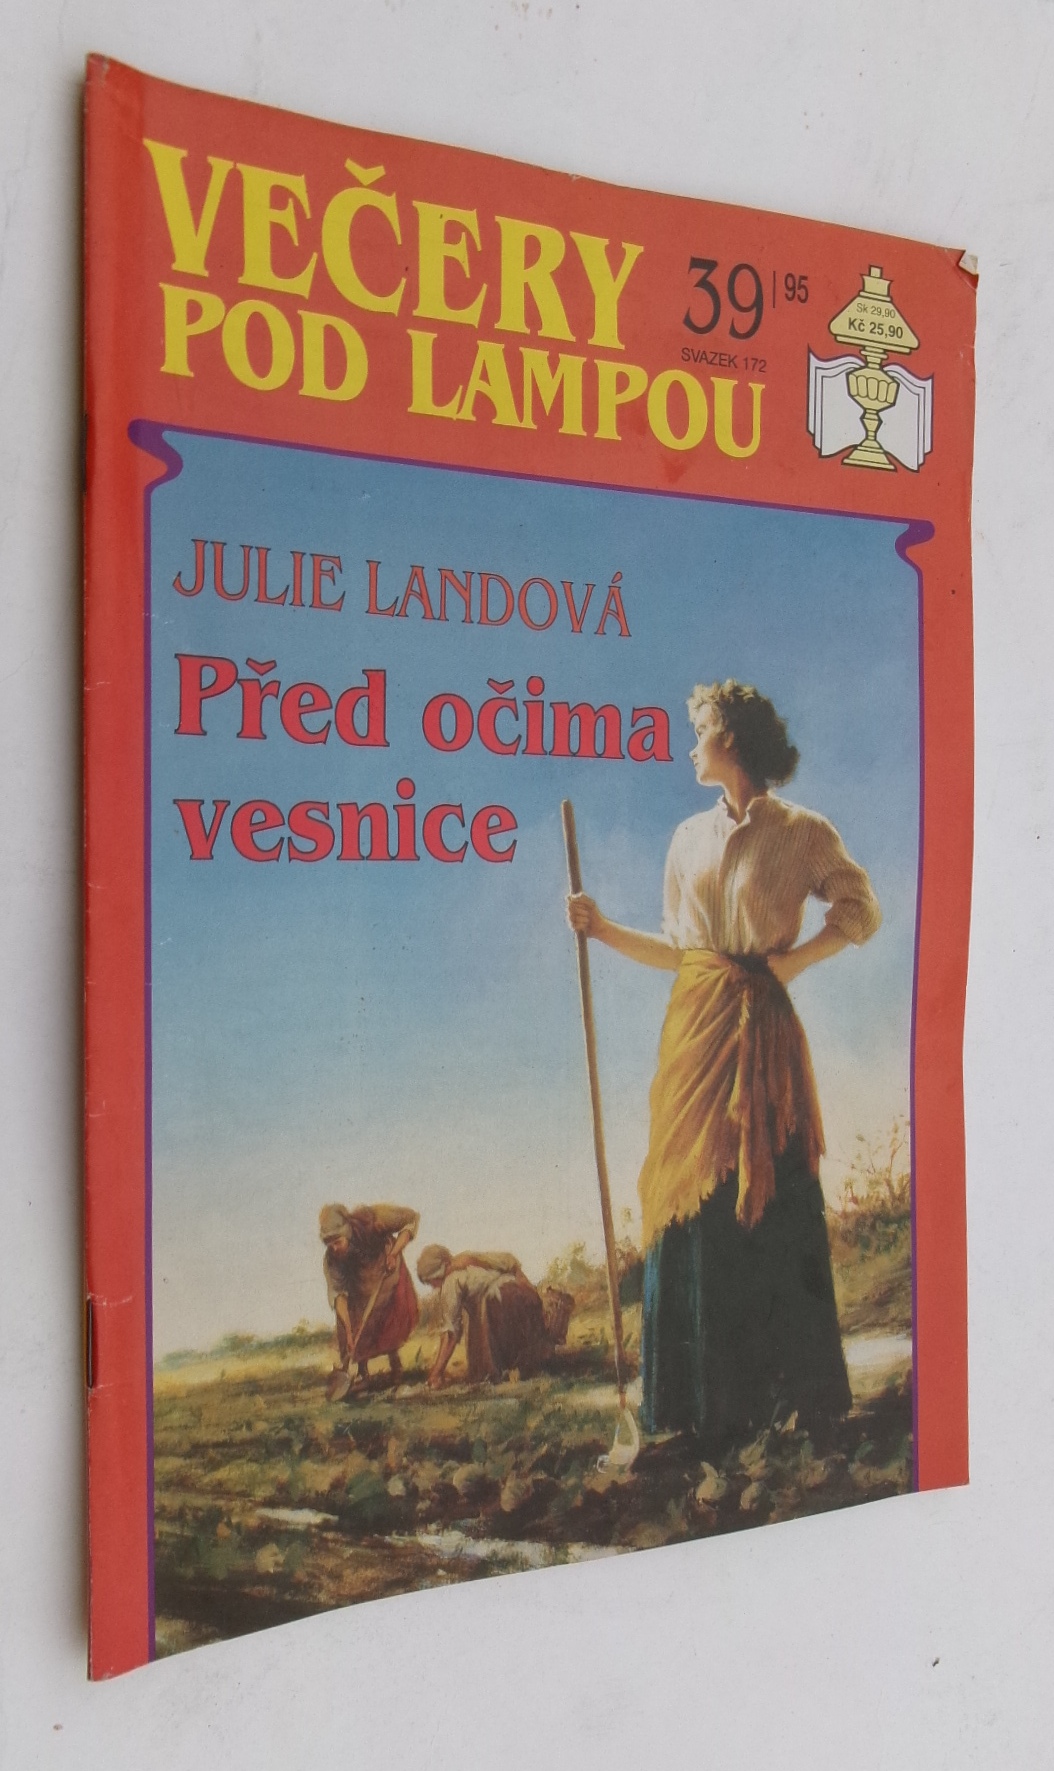 VEČERY
POD LAMPOU
39 | 95
SVAZEK 172
Sk 29,90
Kč 25,90
JULIE LANDOVÁ
Před očima
vesnice